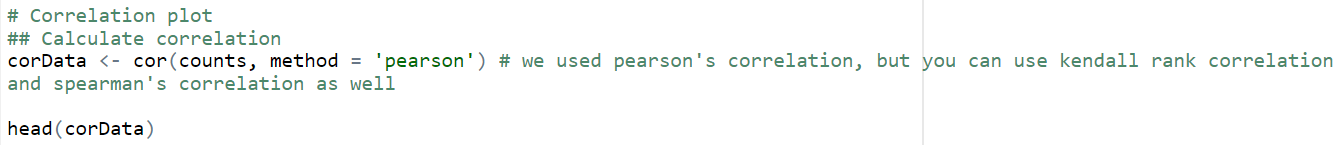 # Correlation plot
## Calculate correlation
corData <- cor(counts, method = 'pearson') # we used pearson's correlation, but you can use kendall rank correlation
and spearman's correlation as well
head(corData)